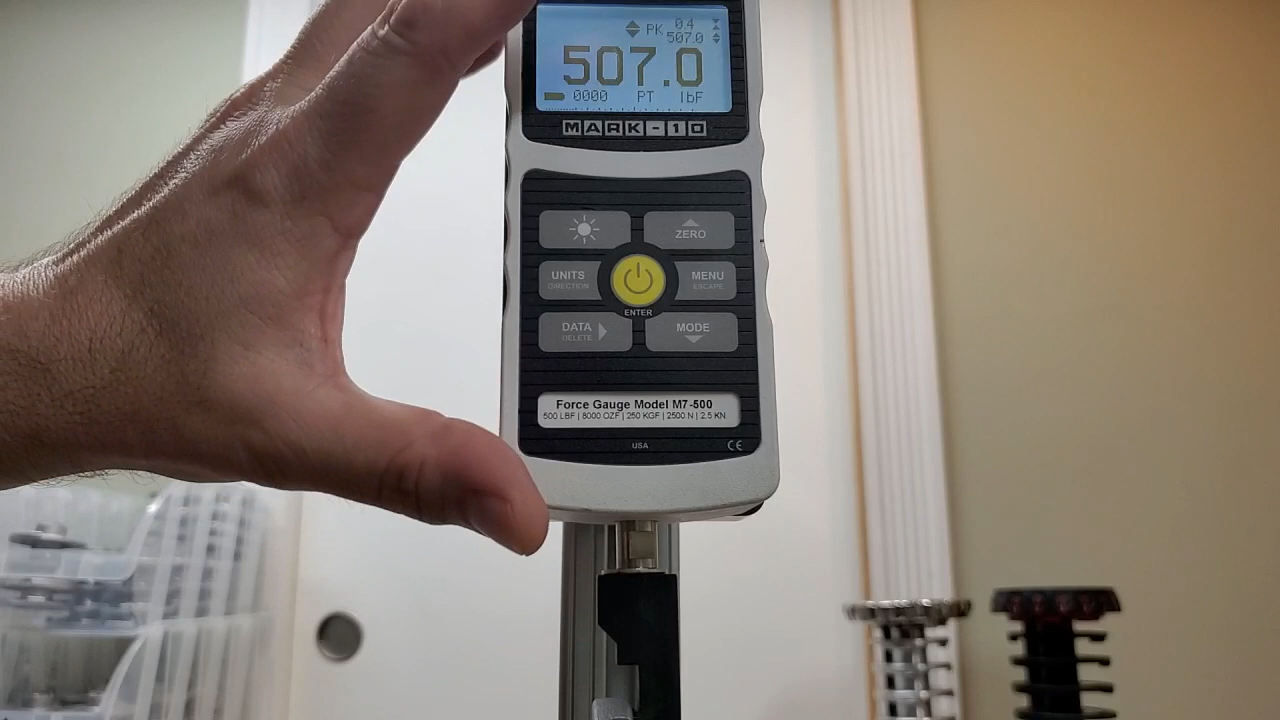 PK 0.4
507.0
507.0
0000 PT lbF
MARK-10
ZERO
UNITS
DIRECTION
MENU
ESCAPE
ENTER
DATA
DELETE
MODE
Force Gauge Model M7-500
500 LBF | 8000 OZF | 250 KGF | 2500 N | 2.5 KN
USA
CE